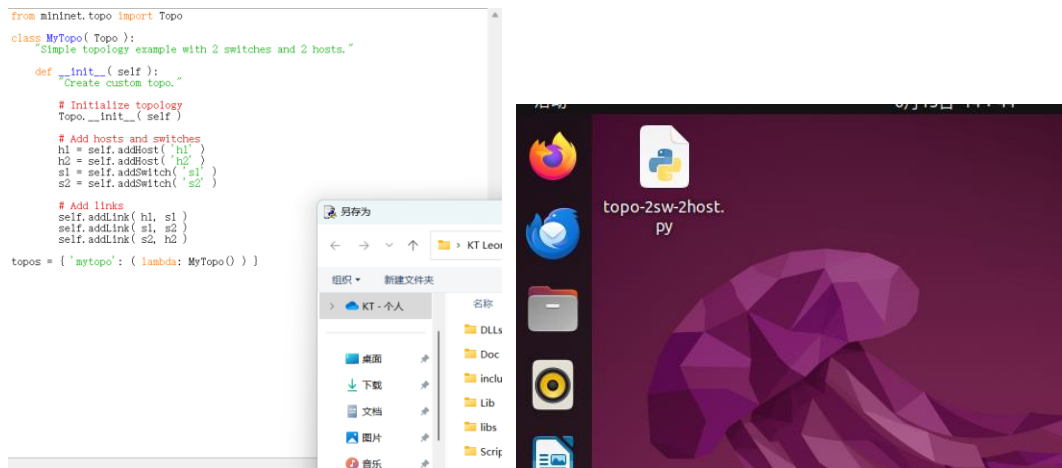 from mininet.topo import Topo
class MyTopo( Topo ):
"Simple topology example with 2 switches and 2 hosts."
def __init__( self ):
"Create custom topo."
# Initialize topology
Topo.__init__( self )
# Add hosts and switches
h1 = self.addHost( 'h1' )
h2 = self.addHost( 'h2' )
s1 = self.addSwitch( 's1' )
s2 = self.addSwitch( 's2' )
# Add links
self.addLink( h1, s1 )
self.addLink( s1, s2 )
self.addLink( s2, h2 )
topos = { 'mytopo': ( lambda: MyTopo() ) }
另存为
KT Leon
组织
新建文件夹
KT - 个人
名称
桌面
下载
文档
图片
音乐
DLLs
Doc
inclu
Lib
libs
Scrip
topo-2sw-2host.
py